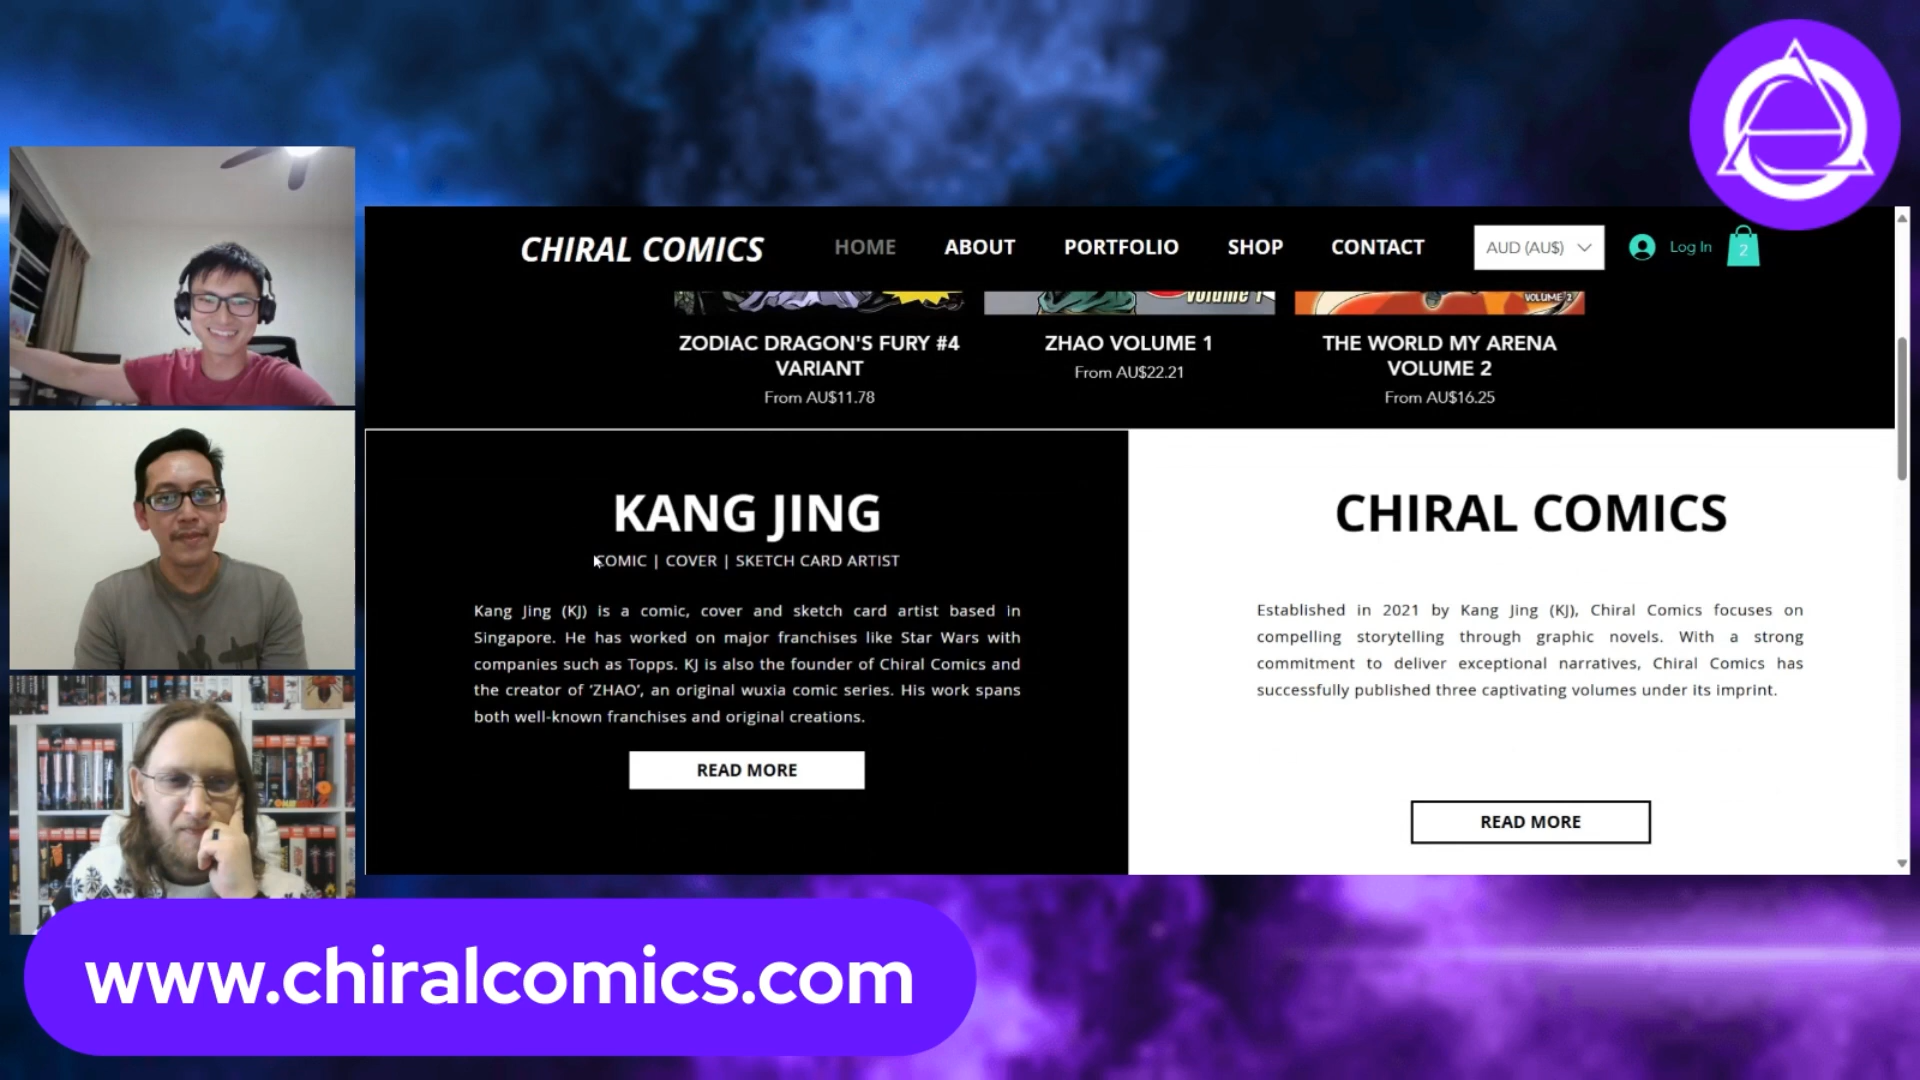 CHIRAL COMICS
HOME
ABOUT
PORTFOLIO
SHOP
CONTACT
AUD (AU$)
Log In
2
Volume 1
VOLUME 2
ZODIAC DRAGON'S FURY #4
VARIANT
From AU$11.78
ZHAO VOLUME 1
From AU$22.21
THE WORLD MY ARENA
VOLUME 2
From AU$16.25
KANG JING
COMIC | COVER | SKETCH CARD ARTIST
Kang Jing (KJ) is a comic, cover and sketch card artist based in
Singapore. He has worked on major franchises like Star Wars with
companies such as Topps. KJ is also the founder of Chiral Comics and
the creator of ‘ZHAO’, an original wuxia comic series. His work spans
both well-known franchises and original creations.
READ MORE
CHIRAL COMICS
Established in 2021 by Kang Jing (KJ), Chiral Comics focuses on
compelling storytelling through graphic novels. With a strong
commitment to deliver exceptional narratives, Chiral Comics has
successfully published three captivating volumes under its imprint.
READ MORE
www.chiralcomics.com